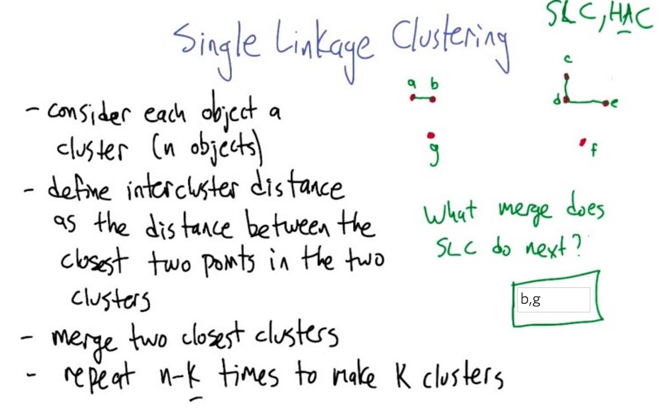 SLC, HAC
Single Linkage Clustering
- consider each object a
cluster (n objects)
- define intercluster distance
as the distance between the
closest two points in the two
clusters
- merge two closest clusters
- repeat n-k times to make K clusters
a b
g
c
d e
f
What merge does
SLC do next?
b,g